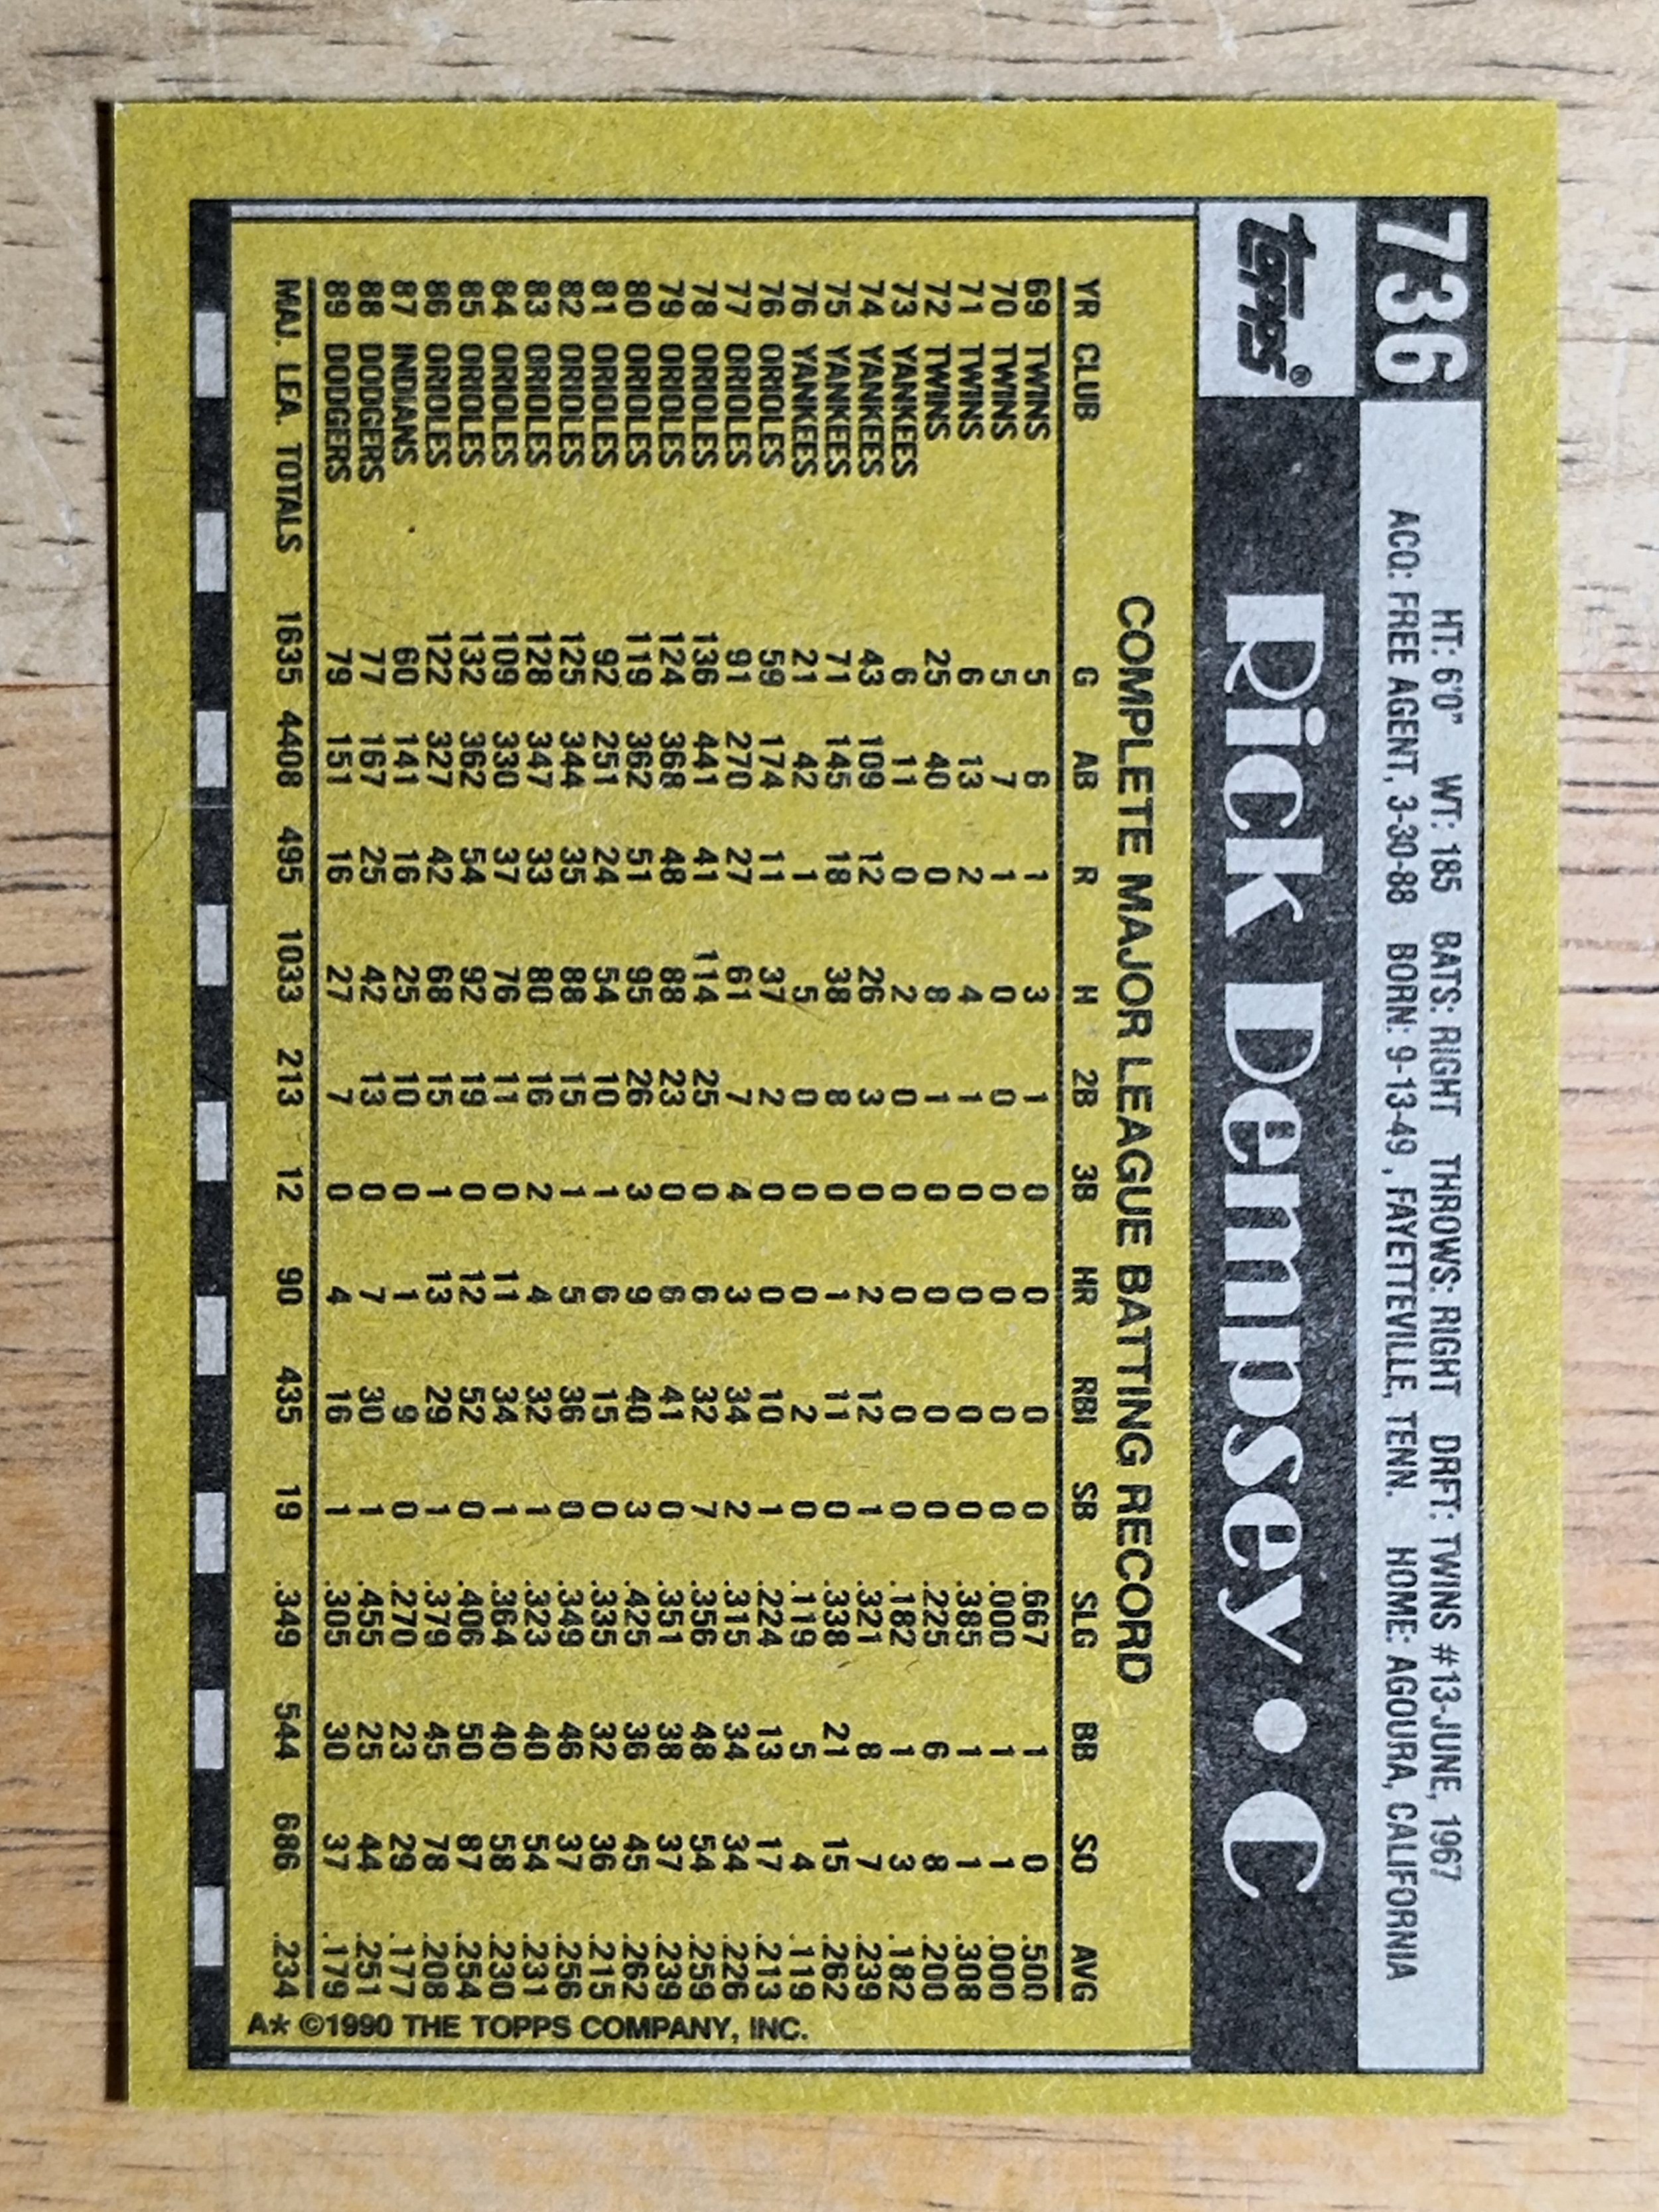 736 HT: 6'0" WT: 185 BATS: RIGHT THROWS: RIGHT DRFT: TWINS #13-JUNE, 1967
ACQ: FREE AGENT, 3-30-88 BORN: 9-13-49, FAYETTEVILLE, TENN. HOME: AGOURA, CALIFORNIA
TOPPS® Rick Dempsey • C
COMPLETE MAJOR LEAGUE BATTING RECORD
YR CLUB G AB R H 2B 3B HR RBI SB SLG BB SO AVG
69 TWINS 5 6 1 3 1 0 0 0 0 .667 1 0 .500
70 TWINS 5 7 1 0 0 0 0 0 0 .000 1 1 .000
71 TWINS 6 13 2 4 1 0 0 0 0 .385 1 1 .308
72 TWINS 25 40 0 8 1 0 0 0 0 .225 6 8 .200
73 YANKEES 6 11 0 2 0 0 0 0 0 .182 1 3 .182
74 YANKEES 43 109 12 26 3 0 2 12 1 .321 8 7 .239
75 YANKEES 71 145 18 38 8 0 1 11 0 .338 21 15 .262
76 YANKEES 21 42 1 5 0 0 0 2 0 .119 5 4 .119
76 ORIOLES 59 174 11 37 2 0 0 10 1 .224 13 17 .213
77 ORIOLES 91 270 27 61 7 4 3 34 2 .315 34 34 .226
78 ORIOLES 136 441 41 114 25 0 6 32 7 .356 48 54 .259
79 ORIOLES 124 368 48 88 23 0 6 41 0 .351 38 37 .239
80 ORIOLES 119 362 51 95 26 3 9 40 3 .425 36 45 .262
81 ORIOLES 92 251 24 54 10 1 6 15 0 .335 32 36 .215
82 ORIOLES 125 344 35 88 15 1 5 36 0 .349 46 37 .256
83 ORIOLES 128 347 33 80 16 2 4 32 1 .323 40 54 .231
84 ORIOLES 109 330 37 76 11 0 11 34 1 .364 40 58 .230
85 ORIOLES 132 362 54 92 19 0 12 52 0 .406 50 87 .254
86 ORIOLES 122 327 42 68 15 1 13 29 1 .379 45 78 .208
87 INDIANS 60 141 16 25 10 0 1 9 0 .270 23 29 .177
88 DODGERS 77 167 25 42 13 0 7 30 1 .455 25 44 .251
89 DODGERS 79 151 16 27 7 0 4 16 1 .305 30 37 .179
MAJ. LEA. TOTALS 1635 4408 495 1033 213 12 90 435 19 .349 544 686 .234
A* ©1990 THE TOPPS COMPANY, INC.